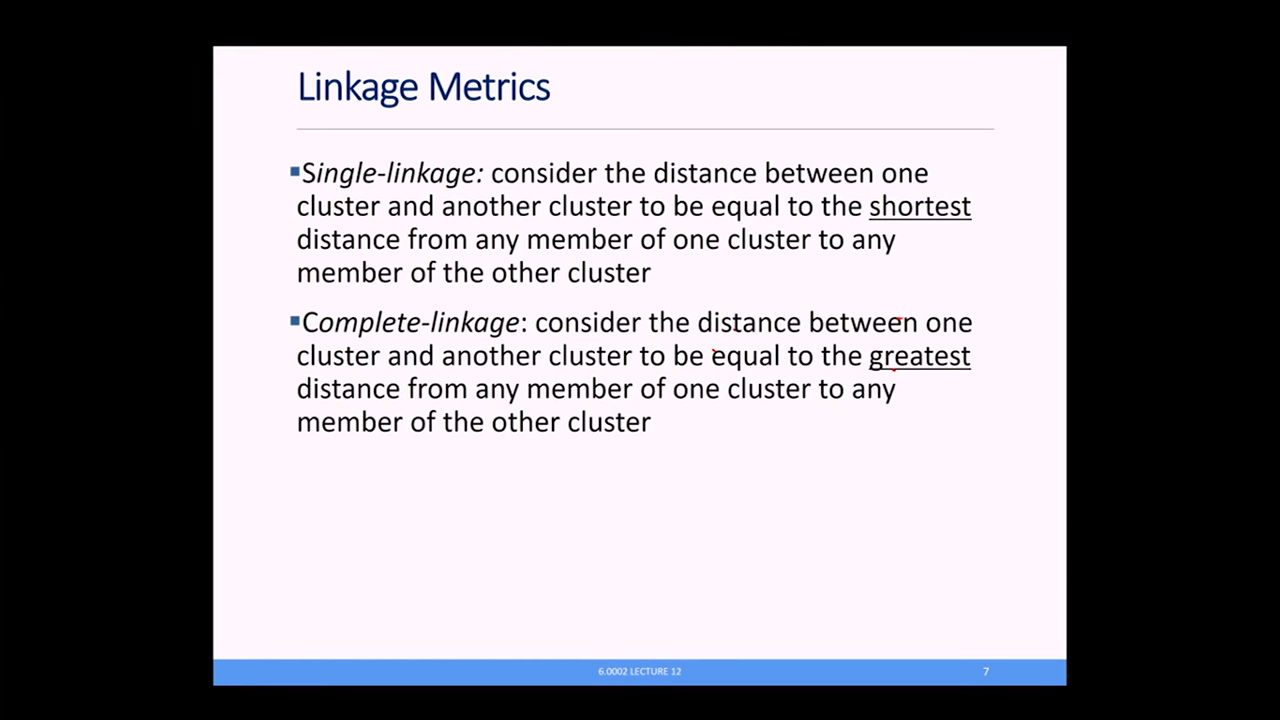 Linkage Metrics
▪Single-linkage: consider the distance between one
cluster and another cluster to be equal to the shortest
distance from any member of one cluster to any
member of the other cluster
▪Complete-linkage: consider the distance between one
cluster and another cluster to be equal to the greatest
distance from any member of one cluster to any
member of the other cluster
6.0002 LECTURE 12
7